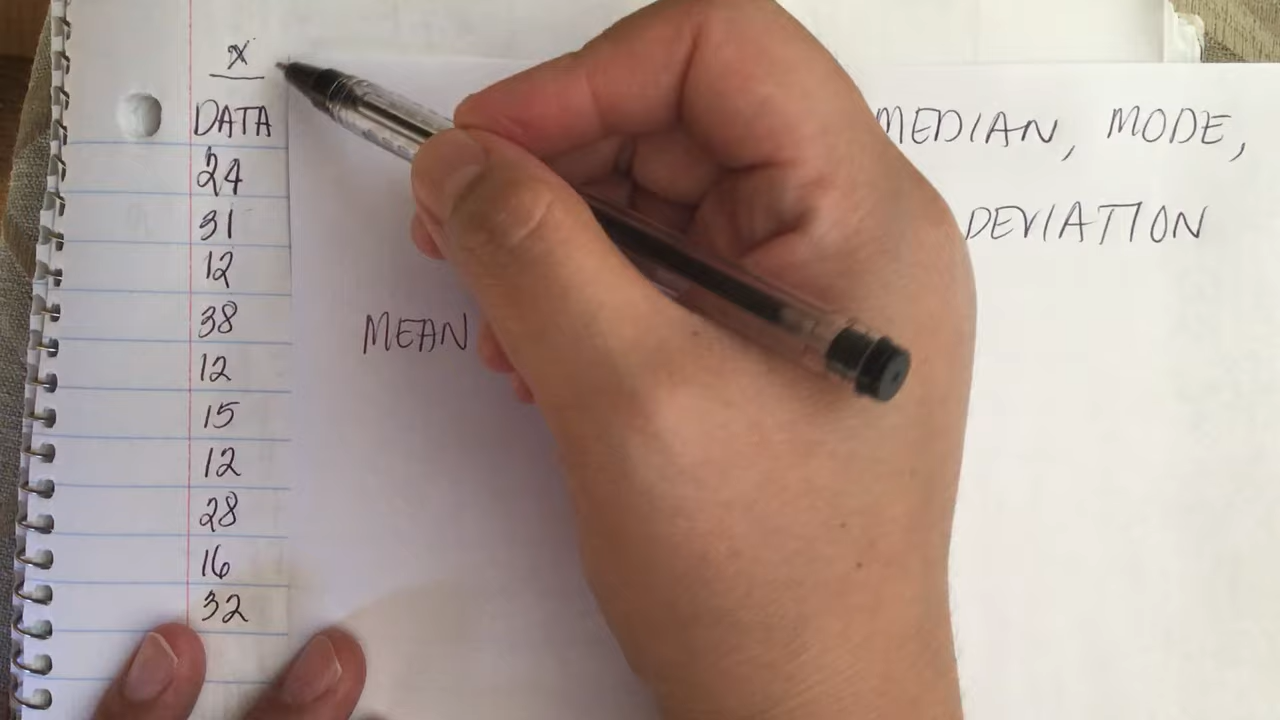 x
DATA
24
31
12
38
12
15
12
28
16
32
MEDIAN, MODE,
DEVIATION
MEAN